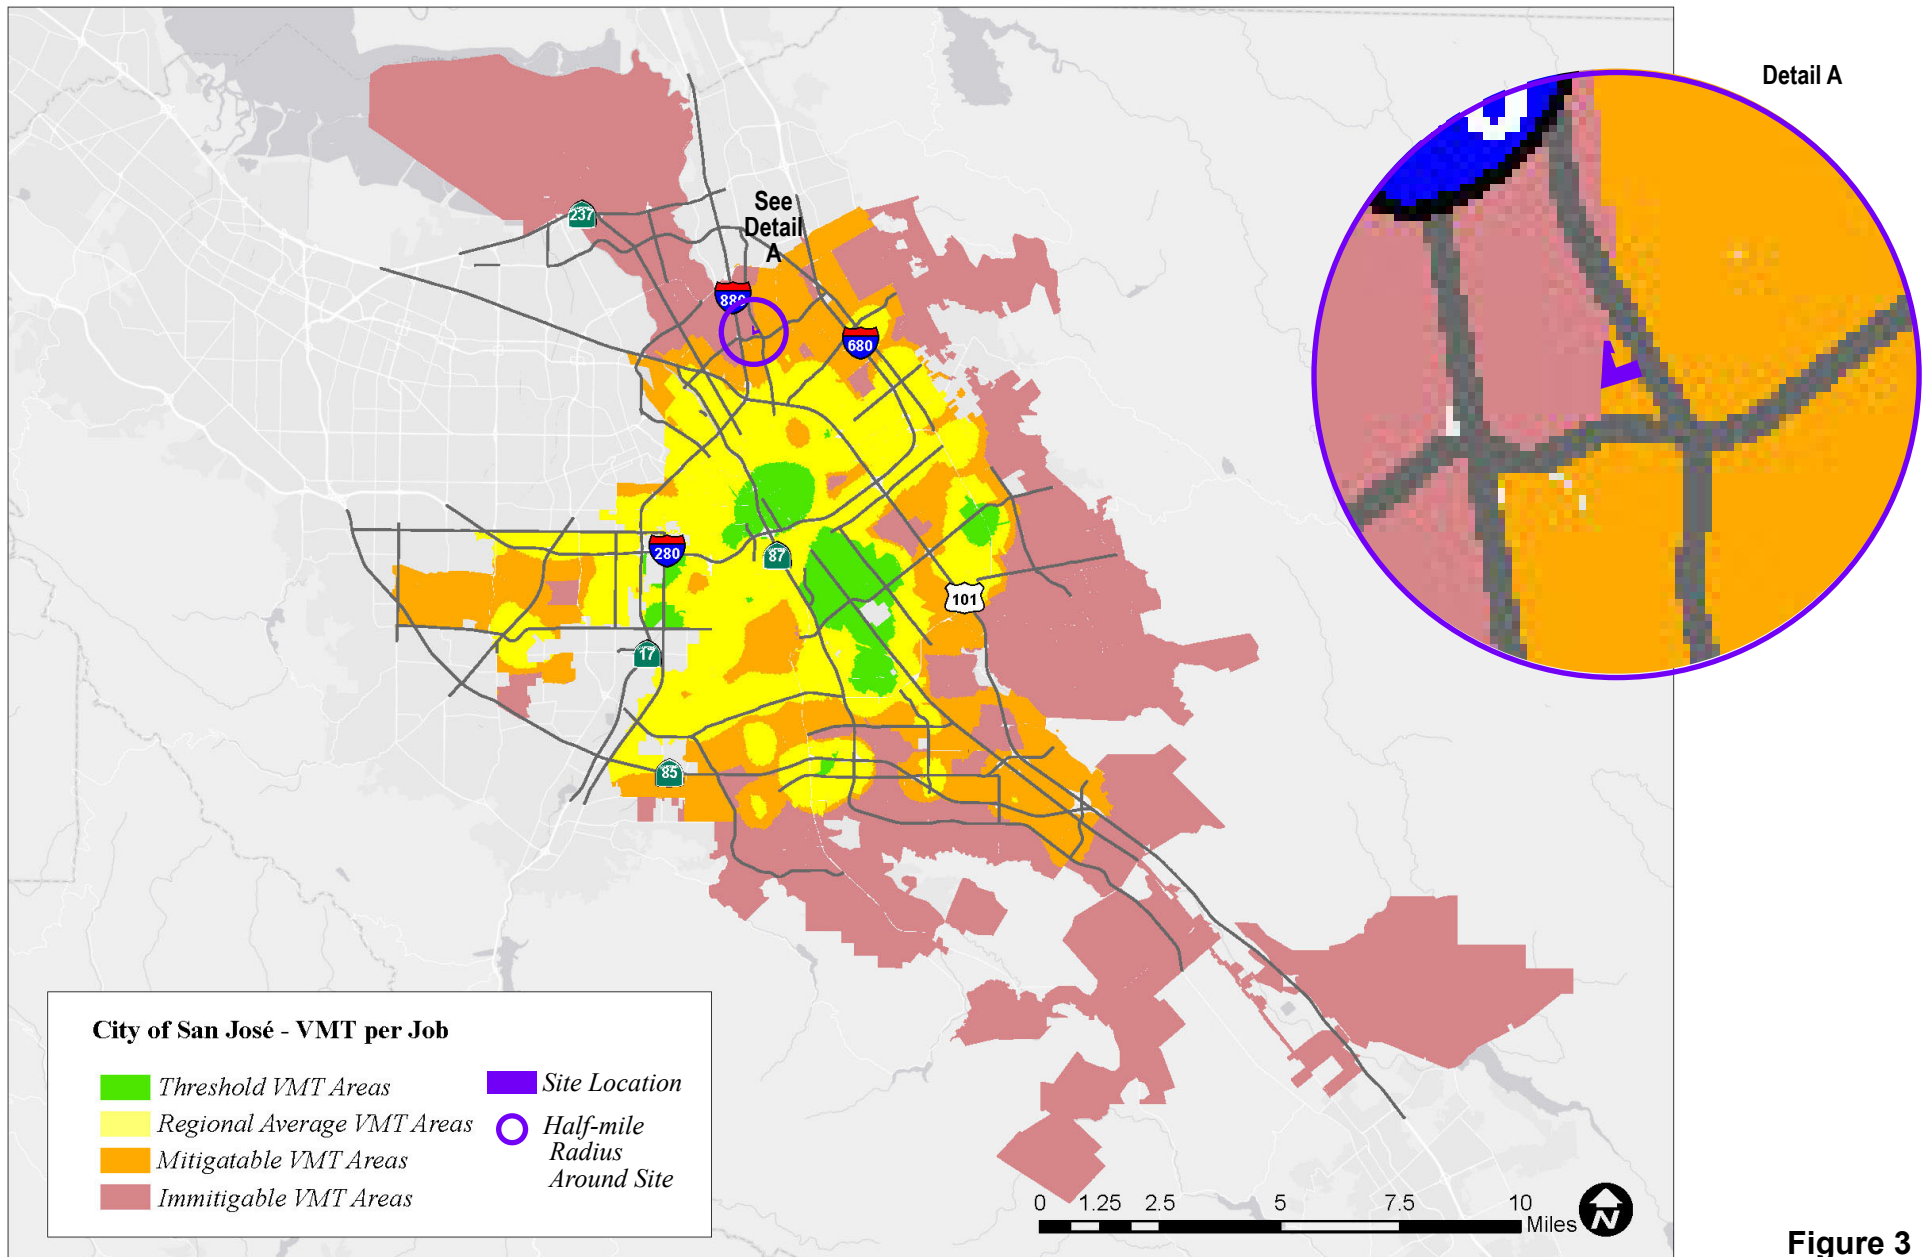 Detail A
See
Detail
A
237
880
680
280
87
101
17
85
City of San José - VMT per Job
Threshold VMT Areas
Regional Average VMT Areas
Mitigatable VMT Areas
Immitigable VMT Areas
Site Location
Half-mile
Radius
Around Site
0 1.25 2.5 5 7.5 10
Miles
N
Figure 3